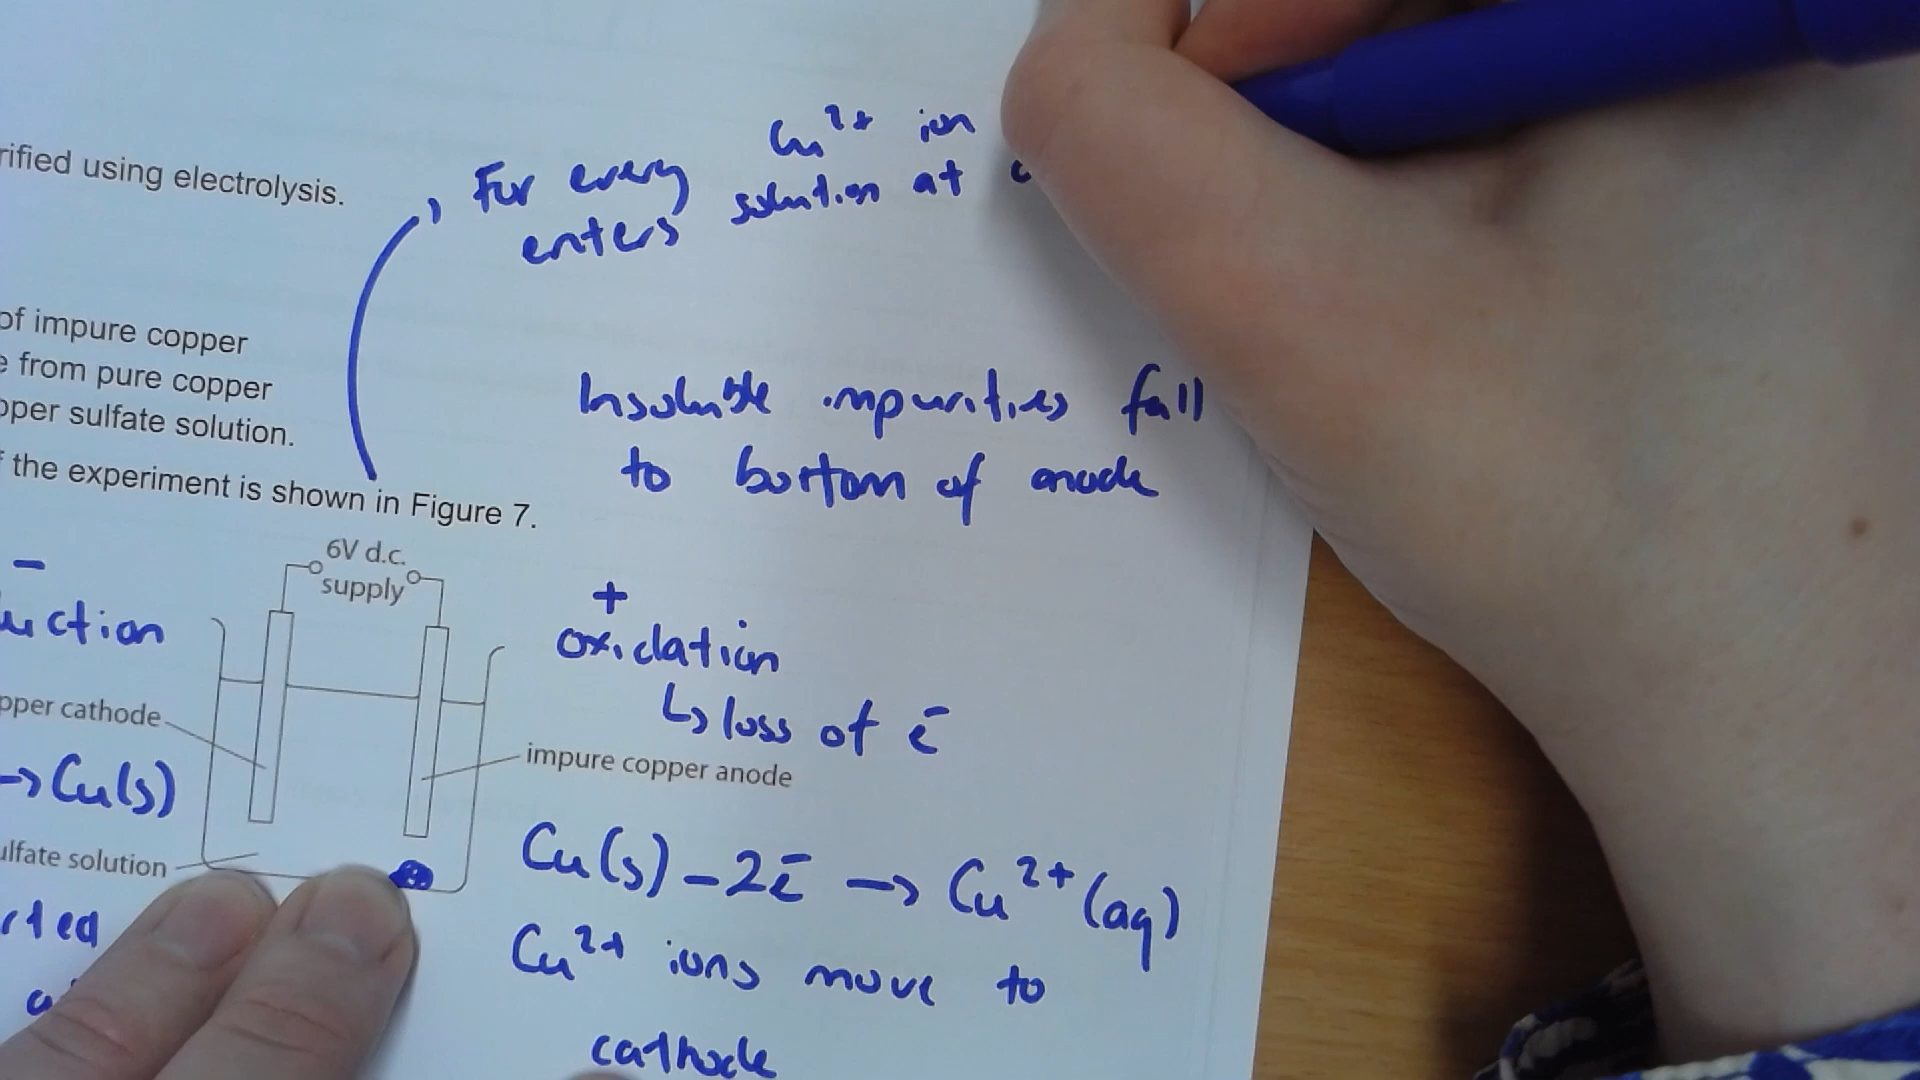 rified using electrolysis.
For every Cu²⁺ ion
enters solution at
of impure copper
e from pure copper
pper sulfate solution.
f the experiment is shown in Figure 7.
Insoluble impurities fall
to bottom of anode
6V d.c.
supply
−
uction
+
oxidation
↳ loss of e⁻
pper cathode
impure copper anode
→ Cu(s)
ulfate solution
Cu(s) – 2e⁻ → Cu²⁺(aq)
Cu²⁺ ions move to
cathode